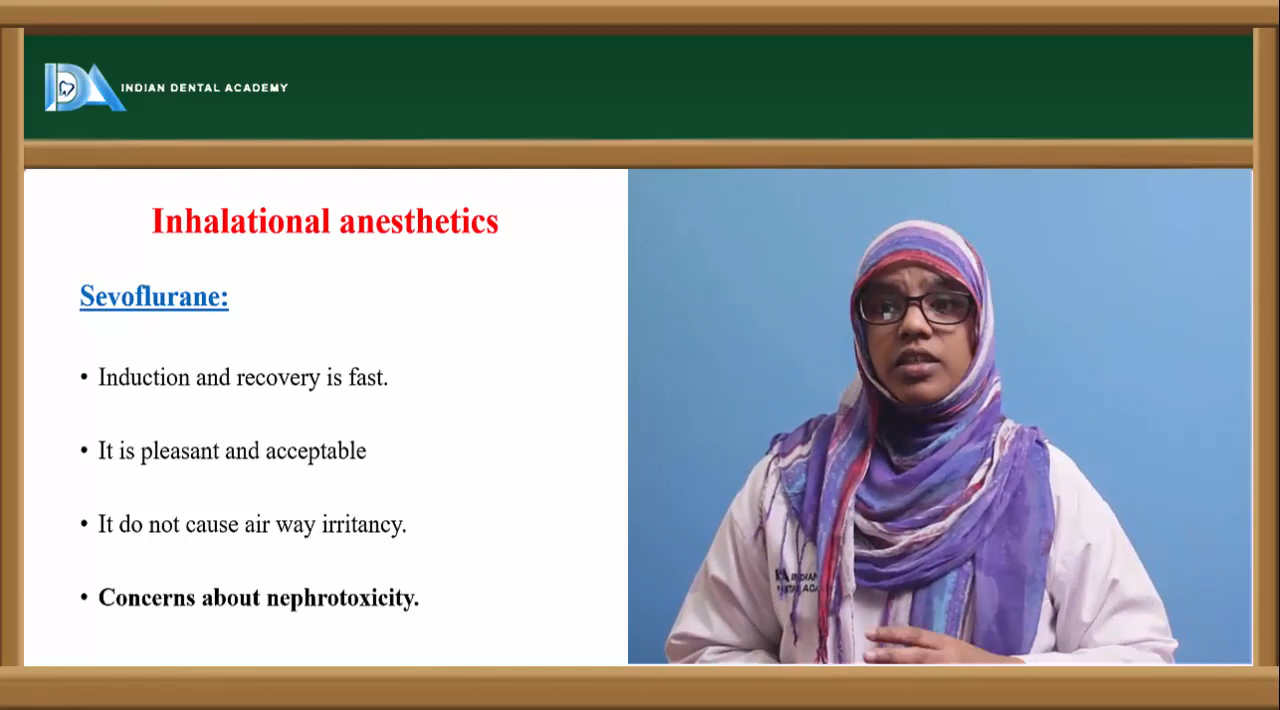 INDIAN DENTAL ACADEMY
Inhalational anesthetics
Sevoflurane:
• Induction and recovery is fast.
• It is pleasant and acceptable
• It do not cause air way irritancy.
• Concerns about nephrotoxicity.